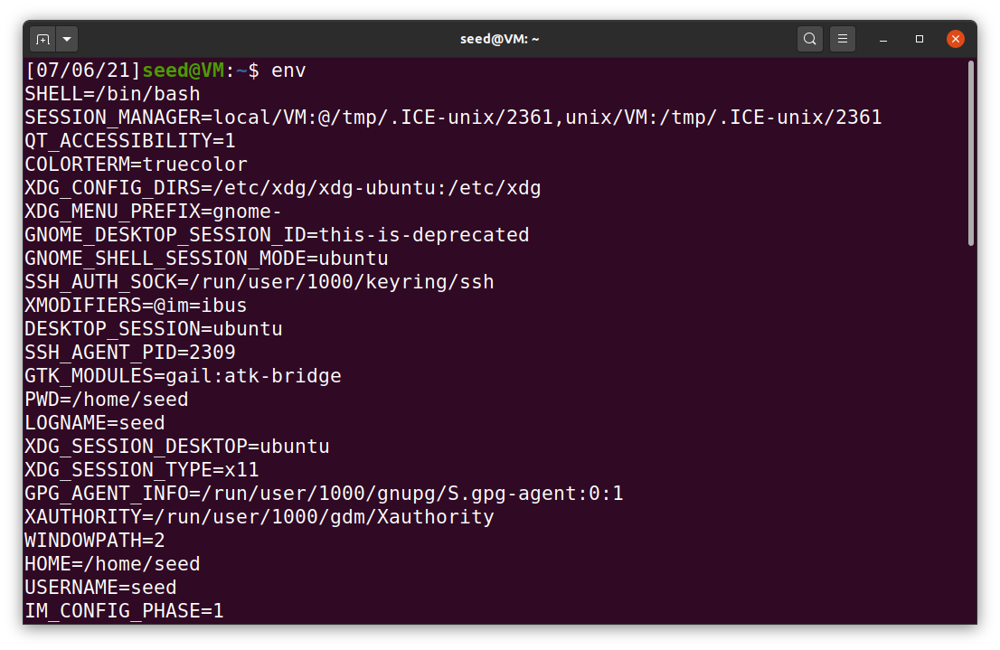 seed@VM: ~
[07/06/21]seed@VM:~$ env
SHELL=/bin/bash
SESSION_MANAGER=local/VM:@/tmp/.ICE-unix/2361,unix/VM:/tmp/.ICE-unix/2361
QT_ACCESSIBILITY=1
COLORTERM=truecolor
XDG_CONFIG_DIRS=/etc/xdg/xdg-ubuntu:/etc/xdg
XDG_MENU_PREFIX=gnome-
GNOME_DESKTOP_SESSION_ID=this-is-deprecated
GNOME_SHELL_SESSION_MODE=ubuntu
SSH_AUTH_SOCK=/run/user/1000/keyring/ssh
XMODIFIERS=@im=ibus
DESKTOP_SESSION=ubuntu
SSH_AGENT_PID=2309
GTK_MODULES=gail:atk-bridge
PWD=/home/seed
LOGNAME=seed
XDG_SESSION_DESKTOP=ubuntu
XDG_SESSION_TYPE=x11
GPG_AGENT_INFO=/run/user/1000/gnupg/S.gpg-agent:0:1
XAUTHORITY=/run/user/1000/gdm/Xauthority
WINDOWPATH=2
HOME=/home/seed
USERNAME=seed
IM_CONFIG_PHASE=1